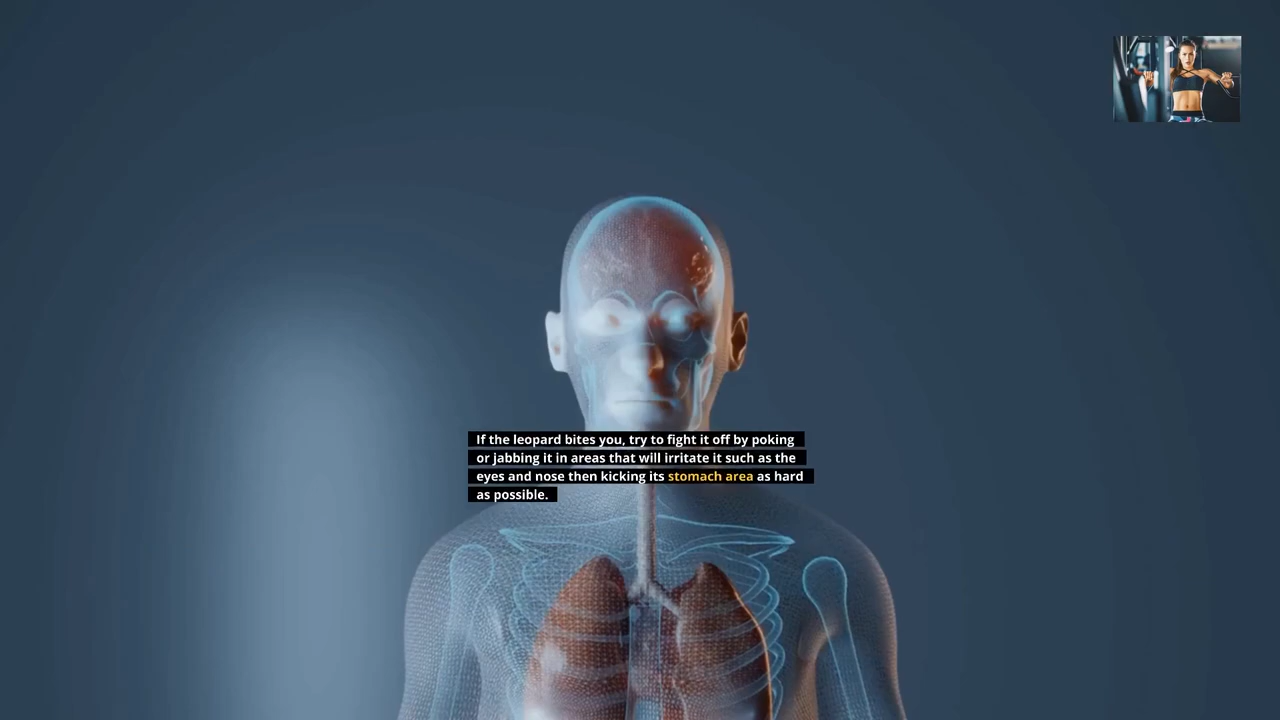 If the leopard bites you, try to fight it off by poking
or jabbing it in areas that will irritate it such as the
eyes and nose then kicking its stomach area as hard
as possible.